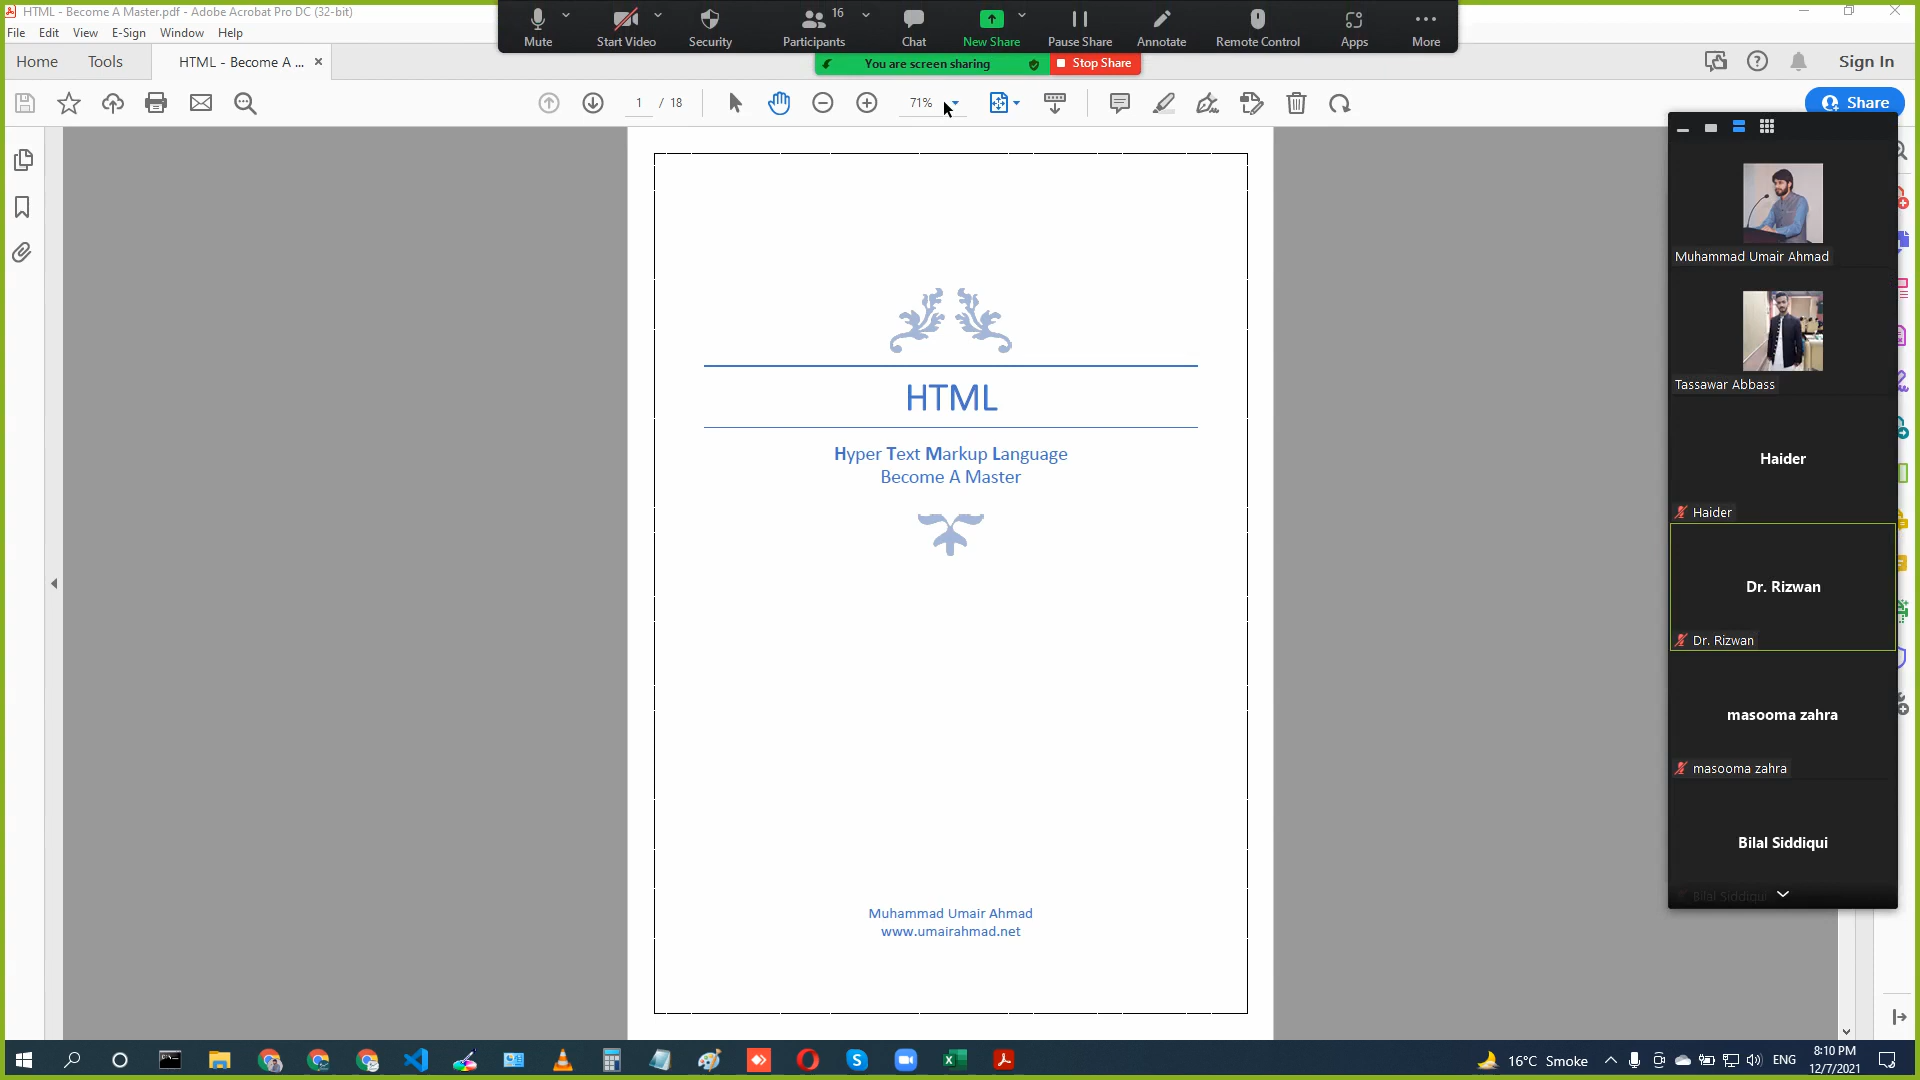 HTML - Become A Master.pdf - Adobe Acrobat Pro DC (32-bit)
File Edit View E-Sign Window Help
Mute Start Video Security Participants 16 Chat New Share Pause Share Annotate Remote Control Apps More
You are screen sharing Stop Share
Home Tools HTML - Become A ... Sign In
1 / 18 71% Share
HTML
Hyper Text Markup Language
Become A Master
Muhammad Umair Ahmad
www.umairahmad.net
Muhammad Umair Ahmad
Tassawar Abbass
Haider
Haider
Dr. Rizwan
Dr. Rizwan
masooma zahra
masooma zahra
Bilal Siddiqui
Bilal Siddiqui
16°C Smoke ENG 8:10 PM
12/7/2021